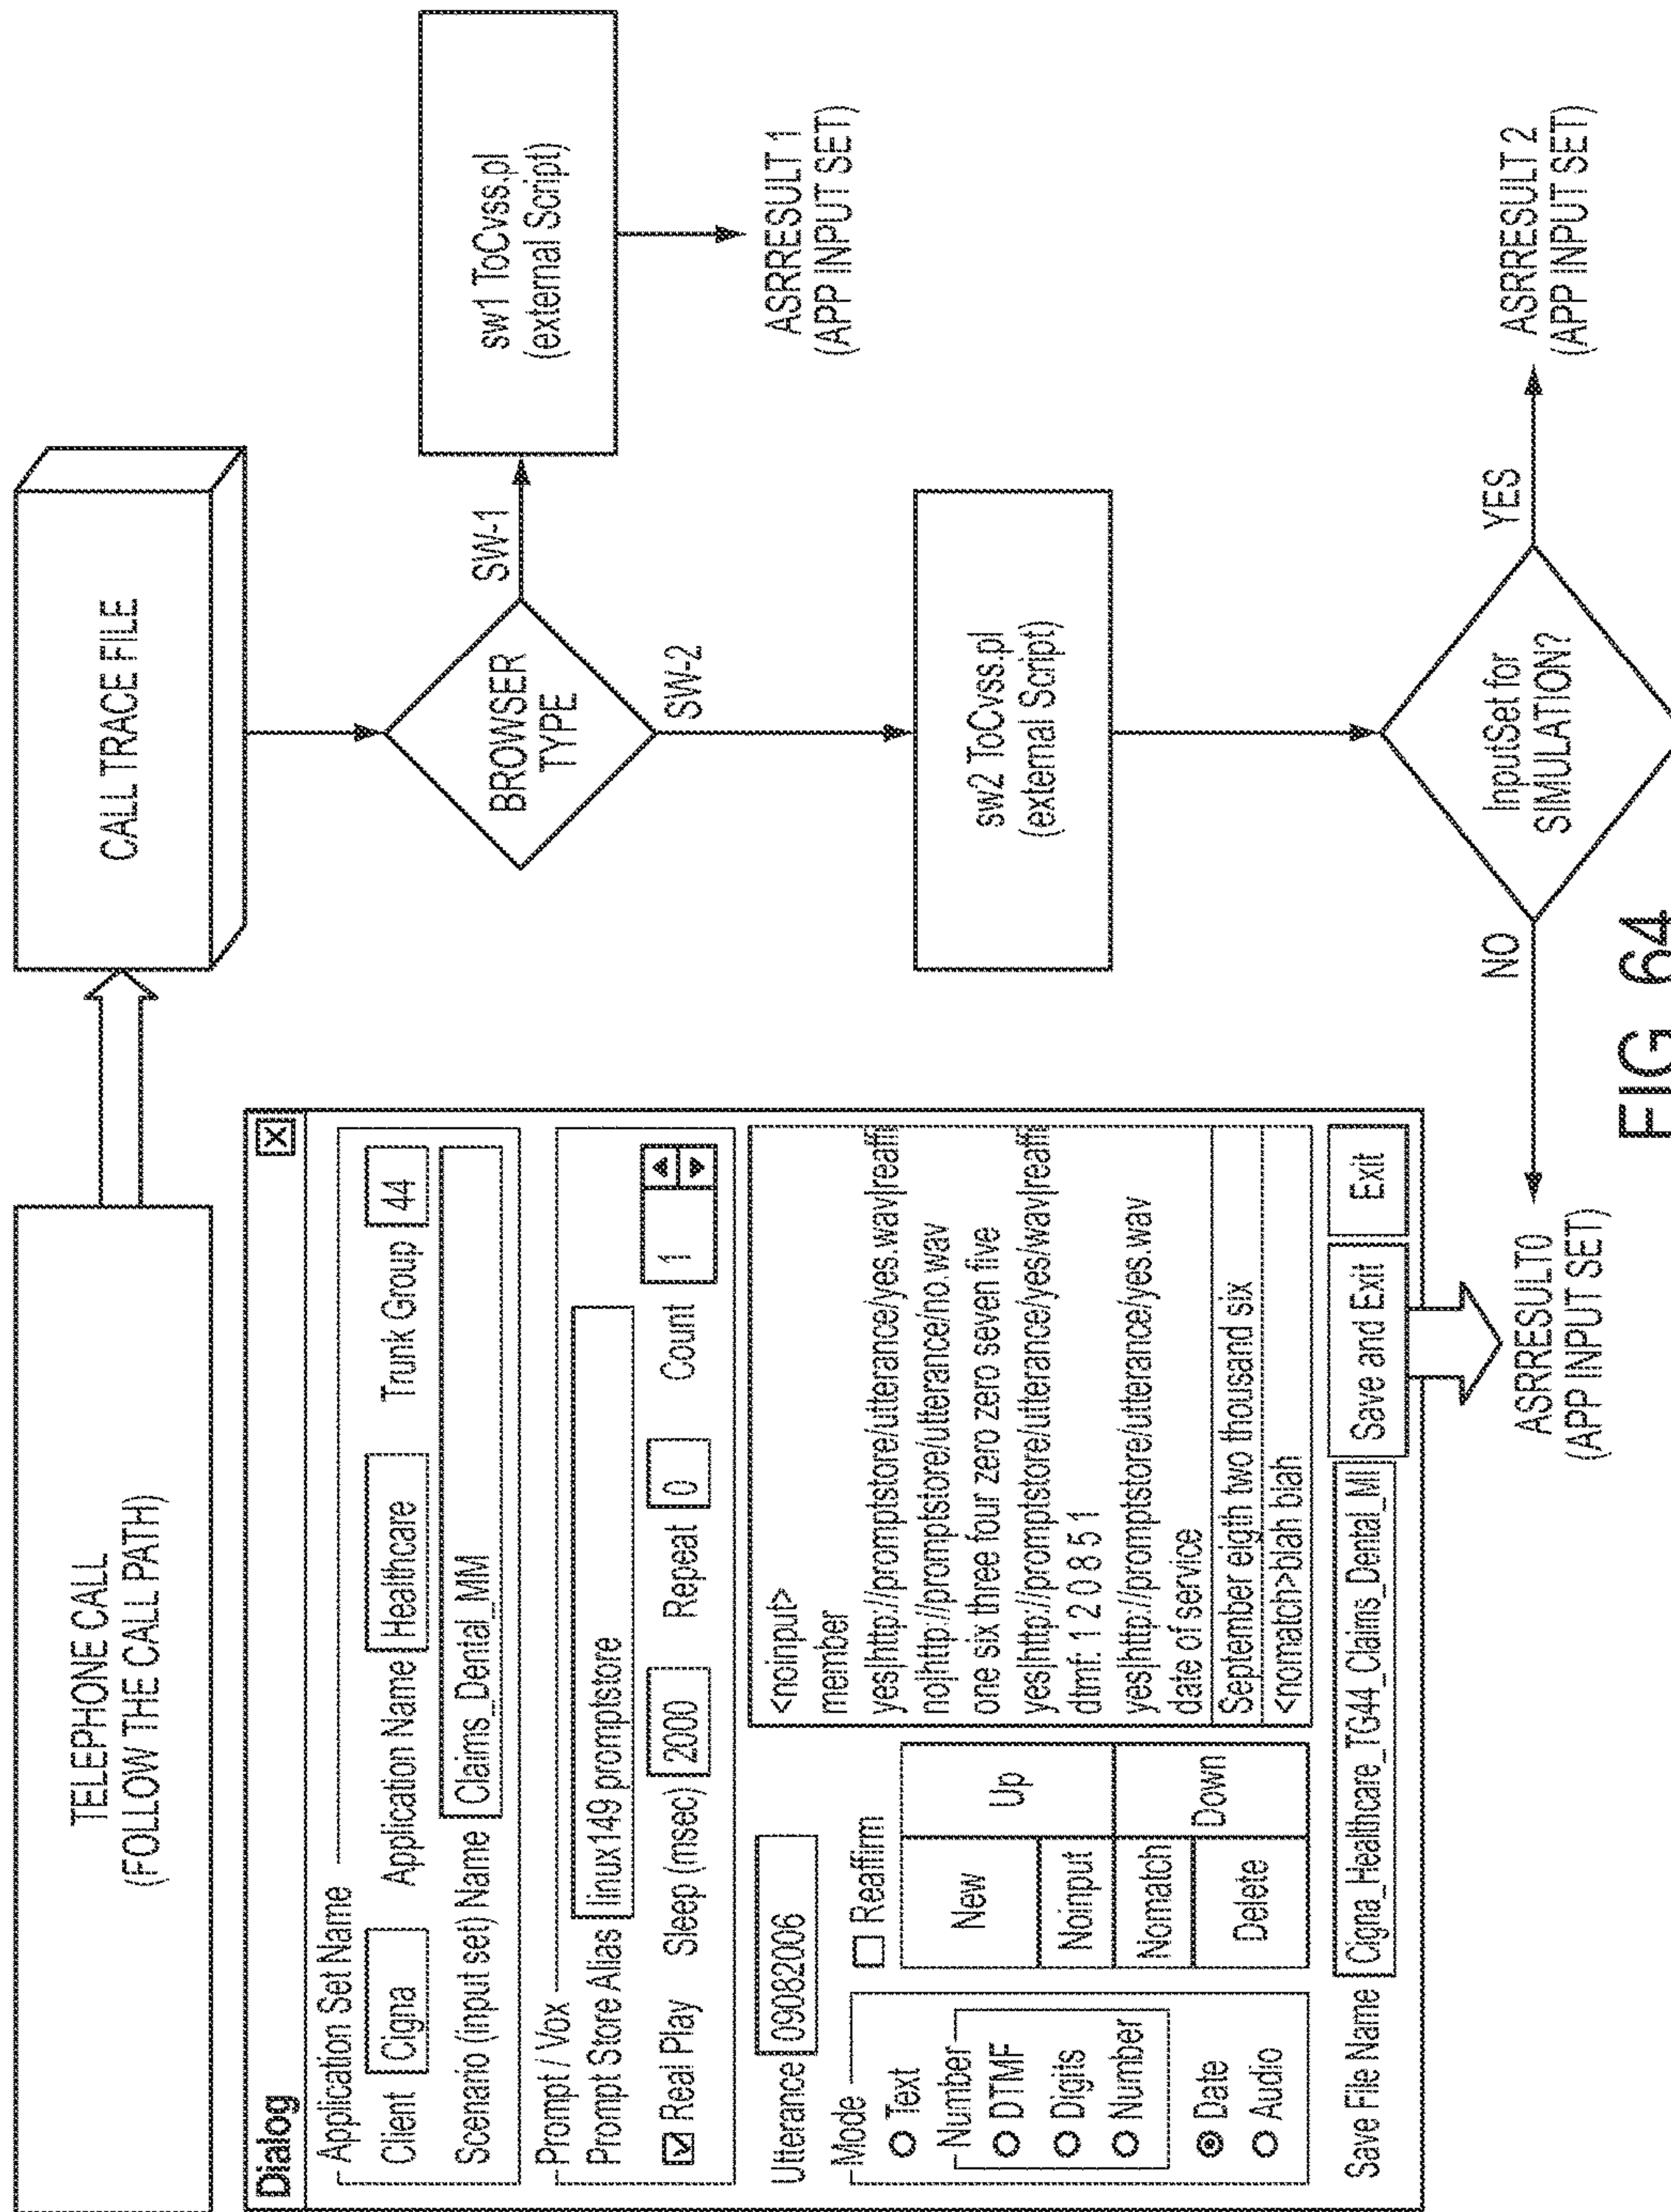 TELEPHONE CALL
(FOLLOW THE CALL PATH)
CALL TRACE FILE
Dialog
X
Application Set Name
Client Cigna Application Name Healthcare Trunk Group 44
Scenario (input set) Name Claims_Dental_MM
Prompt / Vox
Prompt Store Alias linux149 promptstore
Real Play Sleep (msec) 2000 Repeat 0 Count 1
Utterance 09082006
Reaffirm
Mode
Text
Number
DTMF
Digits
Number
Date
Audio
New
Up
Noinput
Nomatch
Down
Delete
<noinput>
member
yes|http://promptstore/utterance/yes.wav|reaffi
no|http://promptstore/utterance/no.wav
one six three four zero zero seven five
yes|http://promptstore/utterance/yes/wav|reaffi
dtmf: 1 2 0 8 5 1
yes|http://promptstore/utterance/yes.wav
date of service
September eigth two thousand six
<nomatch>blah blah
Save File Name Cigna_Healthcare_TG44_Claims_Dental_MI Save and Exit Exit
BROWSER
TYPE
SW-1
SW-2
sw1 ToCvss.pl
(external Script)
ASRRESULT 1
(APP INPUT SET)
sw2 ToCvss.pl
(external Script)
InputSet for
SIMULATION?
NO
YES
ASRRESULT0
(APP INPUT SET)
ASRRESULT 2
(APP INPUT SET)
FIG. 64